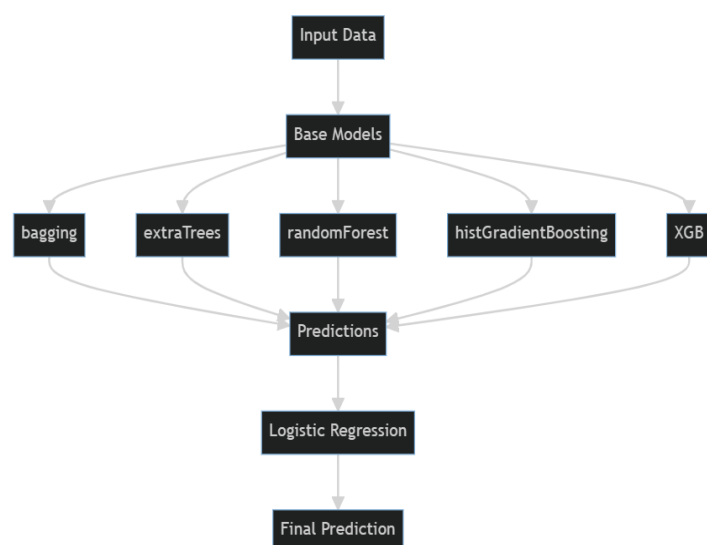 Input Data
Base Models
bagging
extraTrees
randomForest
histGradientBoosting
XGB
Predictions
Logistic Regression
Final Prediction